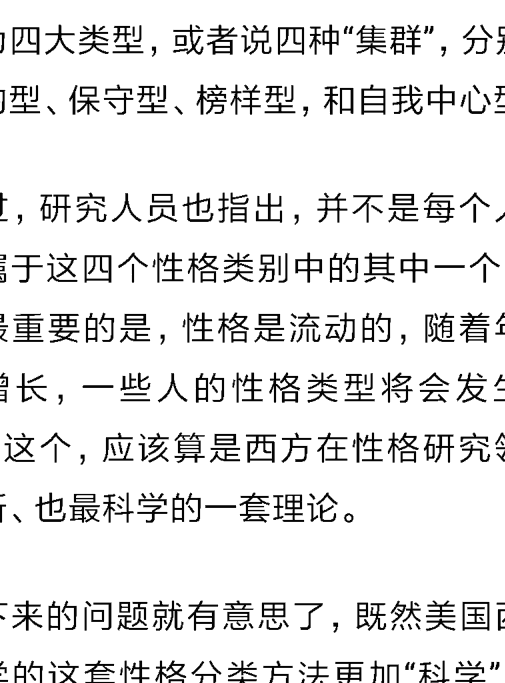 四大类型，或者说四种“集群”，分
型、保守型、榜样型，和自我中心
，研究人员也指出，并不是每个
于这四个性格类别中的其中一个
重要的是，性格是流动的，随着
增长，一些人的性格类型将会发
这个，应该算是西方在性格研究
、也最科学的一套理论。
来的问题就有意思了，既然美国
的这套性格分类方法更加“科学”